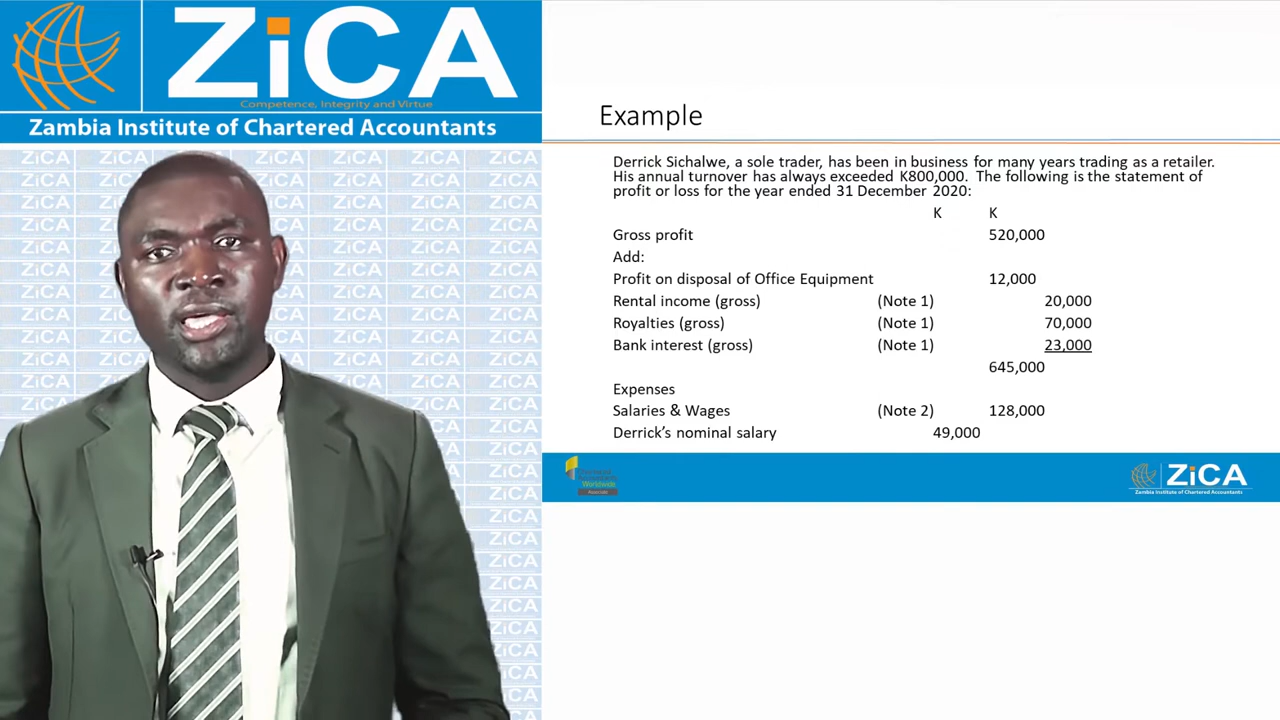 ZiCA
Competence, Integrity and Virtue
Zambia Institute of Chartered Accountants
Example
Derrick Sichalwe, a sole trader, has been in business for many years trading as a retailer.
His annual turnover has always exceeded K800,000. The following is the statement of
profit or loss for the year ended 31 December 2020:
K K
Gross profit 520,000
Add:
Profit on disposal of Office Equipment 12,000
Rental income (gross) (Note 1) 20,000
Royalties (gross) (Note 1) 70,000
Bank interest (gross) (Note 1) 23,000
645,000
Expenses
Salaries & Wages (Note 2) 128,000
Derrick's nominal salary 49,000
Worldwide
Associate
ZiCA
Zambia Institute of Chartered Accountants